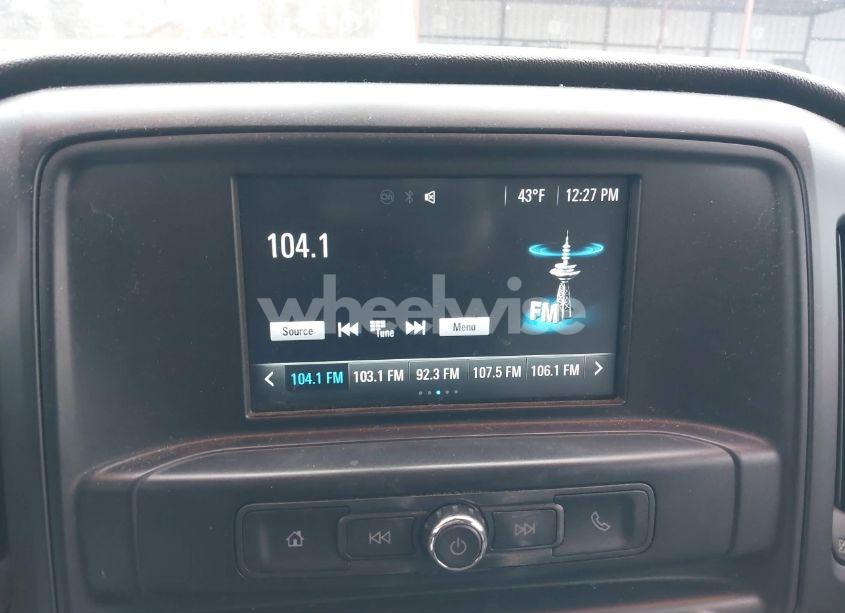 43°F 12:27 PM
104.1
FM
wheelwise
Source Tune Menu
104.1 FM 103.1 FM 92.3 FM 107.5 FM 106.1 FM